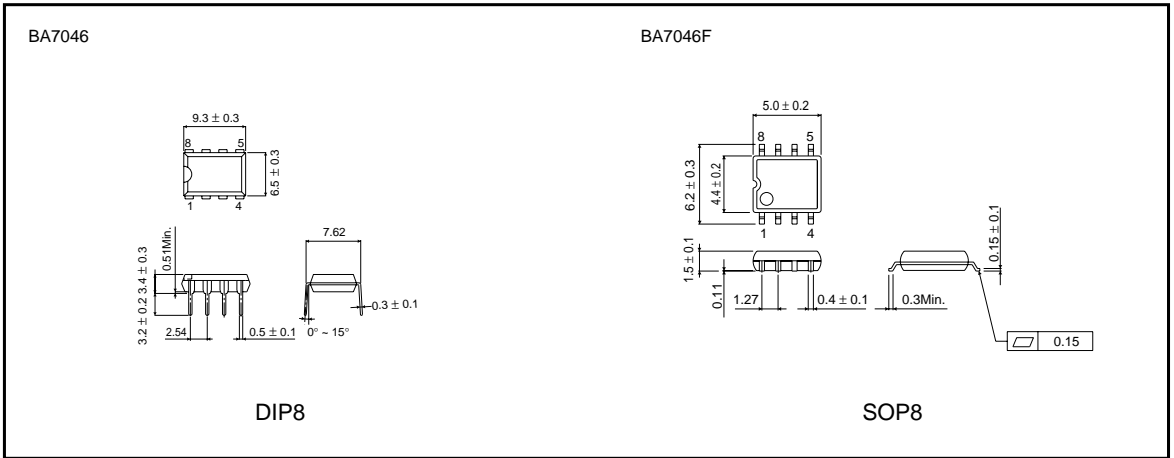 BA7046
9.3 ± 0.3
8 5
6.5 ± 0.3
1 4
0.51Min.
3.4 ± 0.3
3.2 ± 0.2
7.62
0.3 ± 0.1
2.54
0.5 ± 0.1
0° ~ 15°
DIP8
BA7046F
5.0 ± 0.2
8 5
6.2 ± 0.3
4.4 ± 0.2
1 4
1.5 ± 0.1
0.11
1.27
0.4 ± 0.1
0.3Min.
0.15 ± 0.1
0.15
SOP8